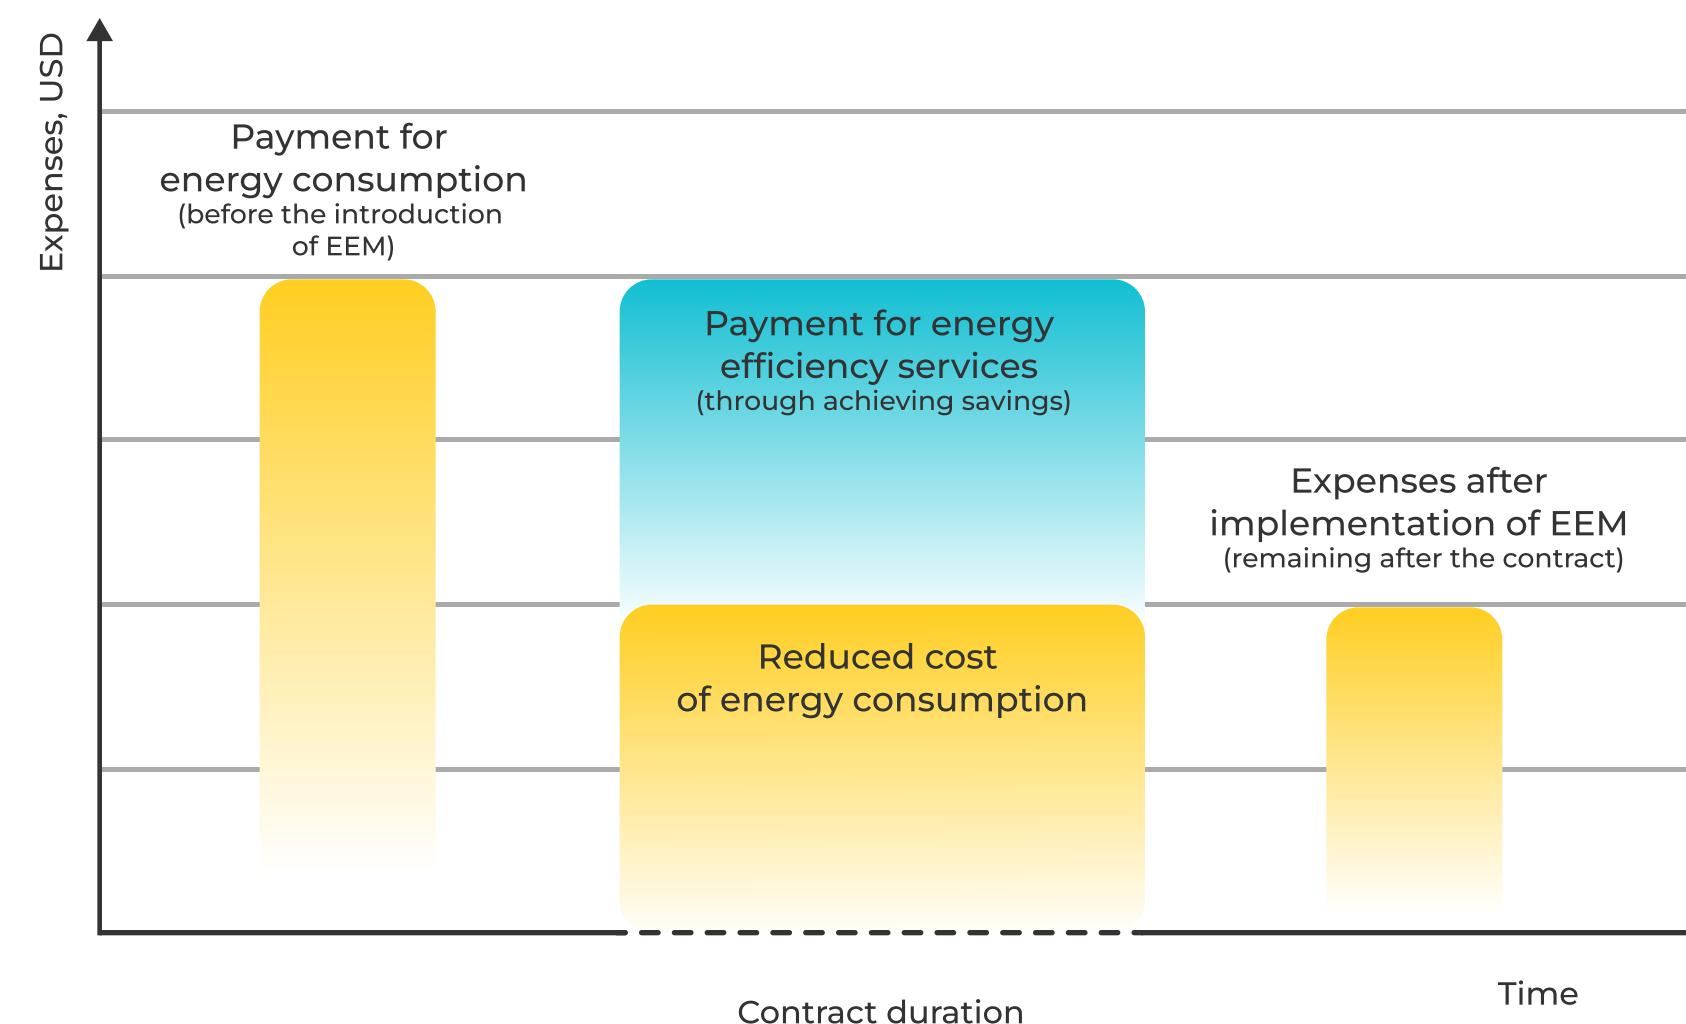 Expenses, USD
Payment for
energy consumption
(before the introduction
of EEM)
Payment for energy
efficiency services
(through achieving savings)
Reduced cost
of energy consumption
Expenses after
implementation of EEM
(remaining after the contract)
Time
Contract duration